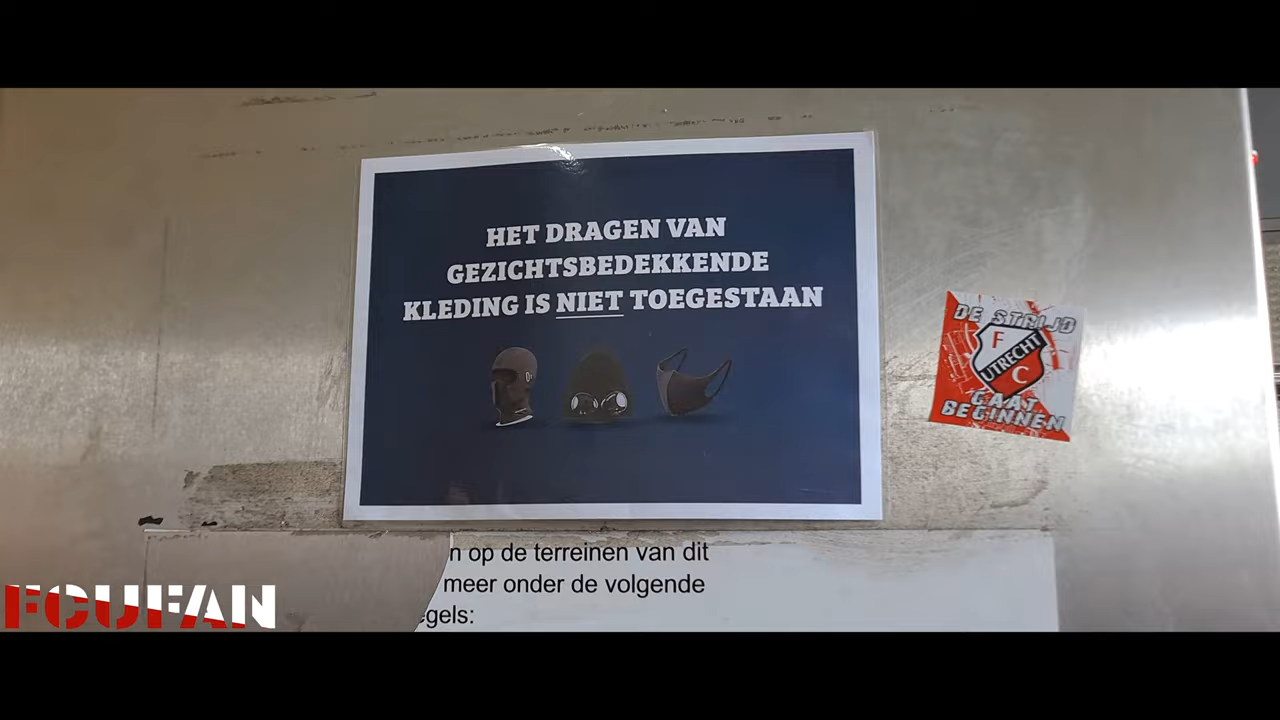 HET DRAGEN VAN
GEZICHTSBEDEKKENDE
KLEDING IS NIET TOEGESTAAN
DE STRIJD
F
UTRECHT
C
GAAT
BEGINNEN
n op de terreinen van dit
meer onder de volgende
egels:
FCUFAN